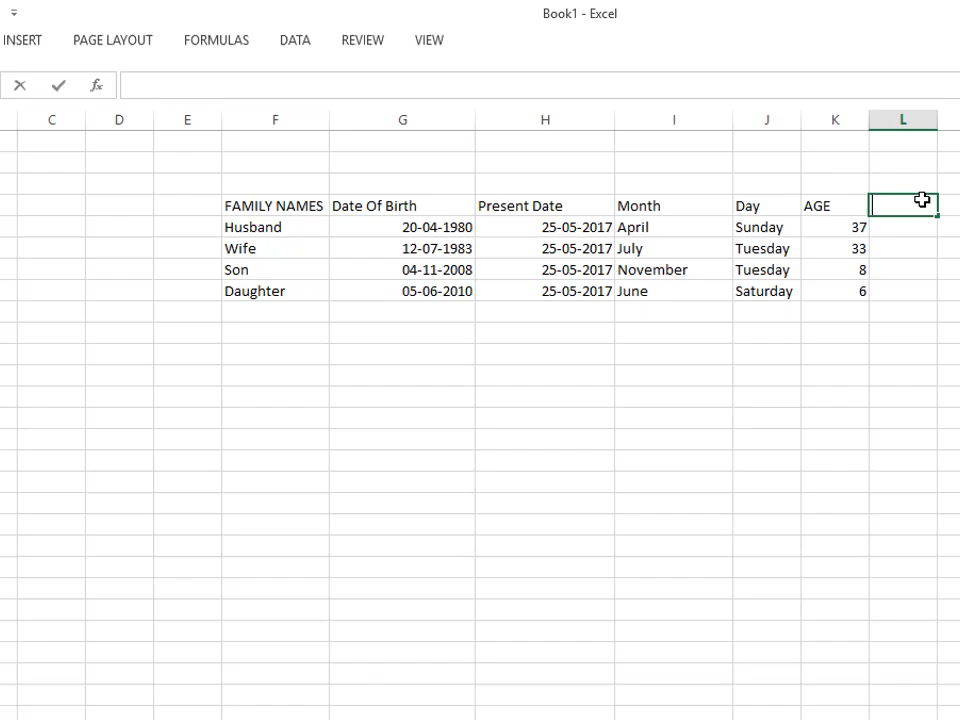 Book1 - Excel
INSERT PAGE LAYOUT FORMULAS DATA REVIEW VIEW
fx
C D E F G H I J K L
FAMILY NAMES Date Of Birth Present Date Month Day AGE
Husband 20-04-1980 25-05-2017 April Sunday 37
Wife 12-07-1983 25-05-2017 July Tuesday 33
Son 04-11-2008 25-05-2017 November Tuesday 8
Daughter 05-06-2010 25-05-2017 June Saturday 6